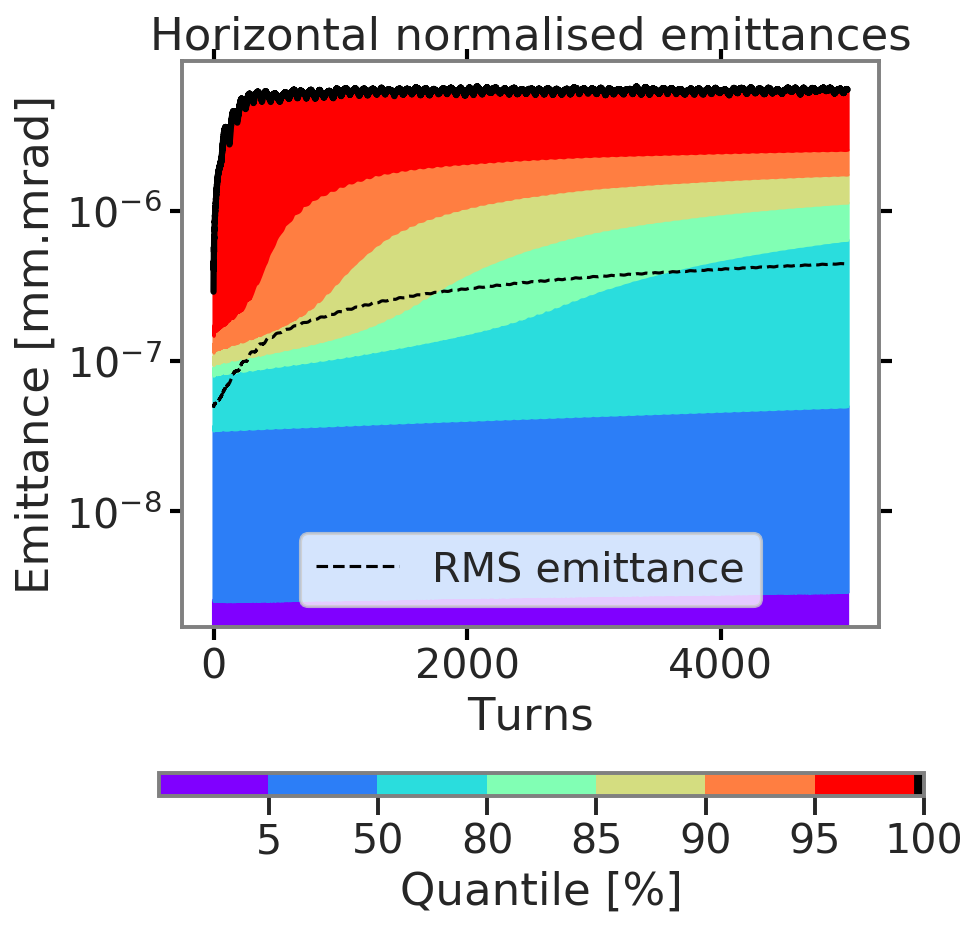 Horizontal normalised emittances
Emittance [mm.mrad]
10⁻⁶
10⁻⁷
10⁻⁸
RMS emittance
0 2000 4000
Turns
5 50 80 85 90 95 100
Quantile [%]